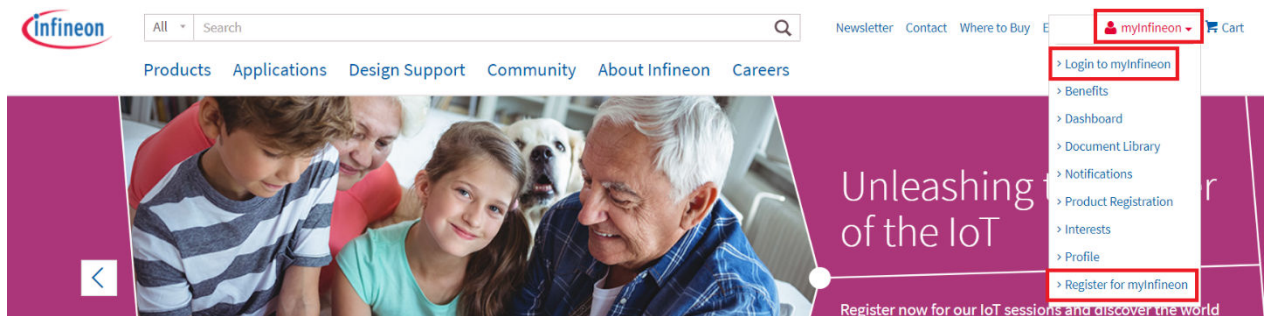 infineon
All Search
Newsletter Contact Where to Buy E myInfineon Cart
Products Applications Design Support Community About Infineon Careers
› Login to myInfineon
› Benefits
› Dashboard
› Document Library
› Notifications
› Product Registration
› Interests
› Profile
› Register for myInfineon
Unleashing
of the IoT
Register now for our IoT sessions and discover the world